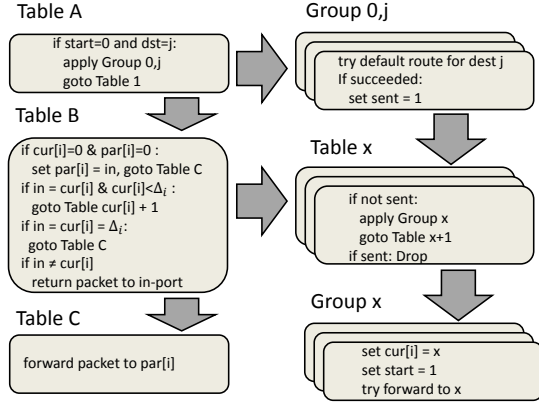 Table A
if start=0 and dst=j:
apply Group 0,j
goto Table 1
Table B
if cur[i]=0 & par[i]=0 :
set par[i] = in, goto Table C
if in = cur[i] & cur[i]<Δᵢ :
goto Table cur[i] + 1
if in = cur[i] = Δᵢ:
goto Table C
if in ≠ cur[i]
return packet to in-port
Table C
forward packet to par[i]
Group 0,j
try default route for dest j
If succeeded:
set sent = 1
Table x
if not sent:
apply Group x
goto Table x+1
if sent: Drop
Group x
set cur[i] = x
set start = 1
try forward to x